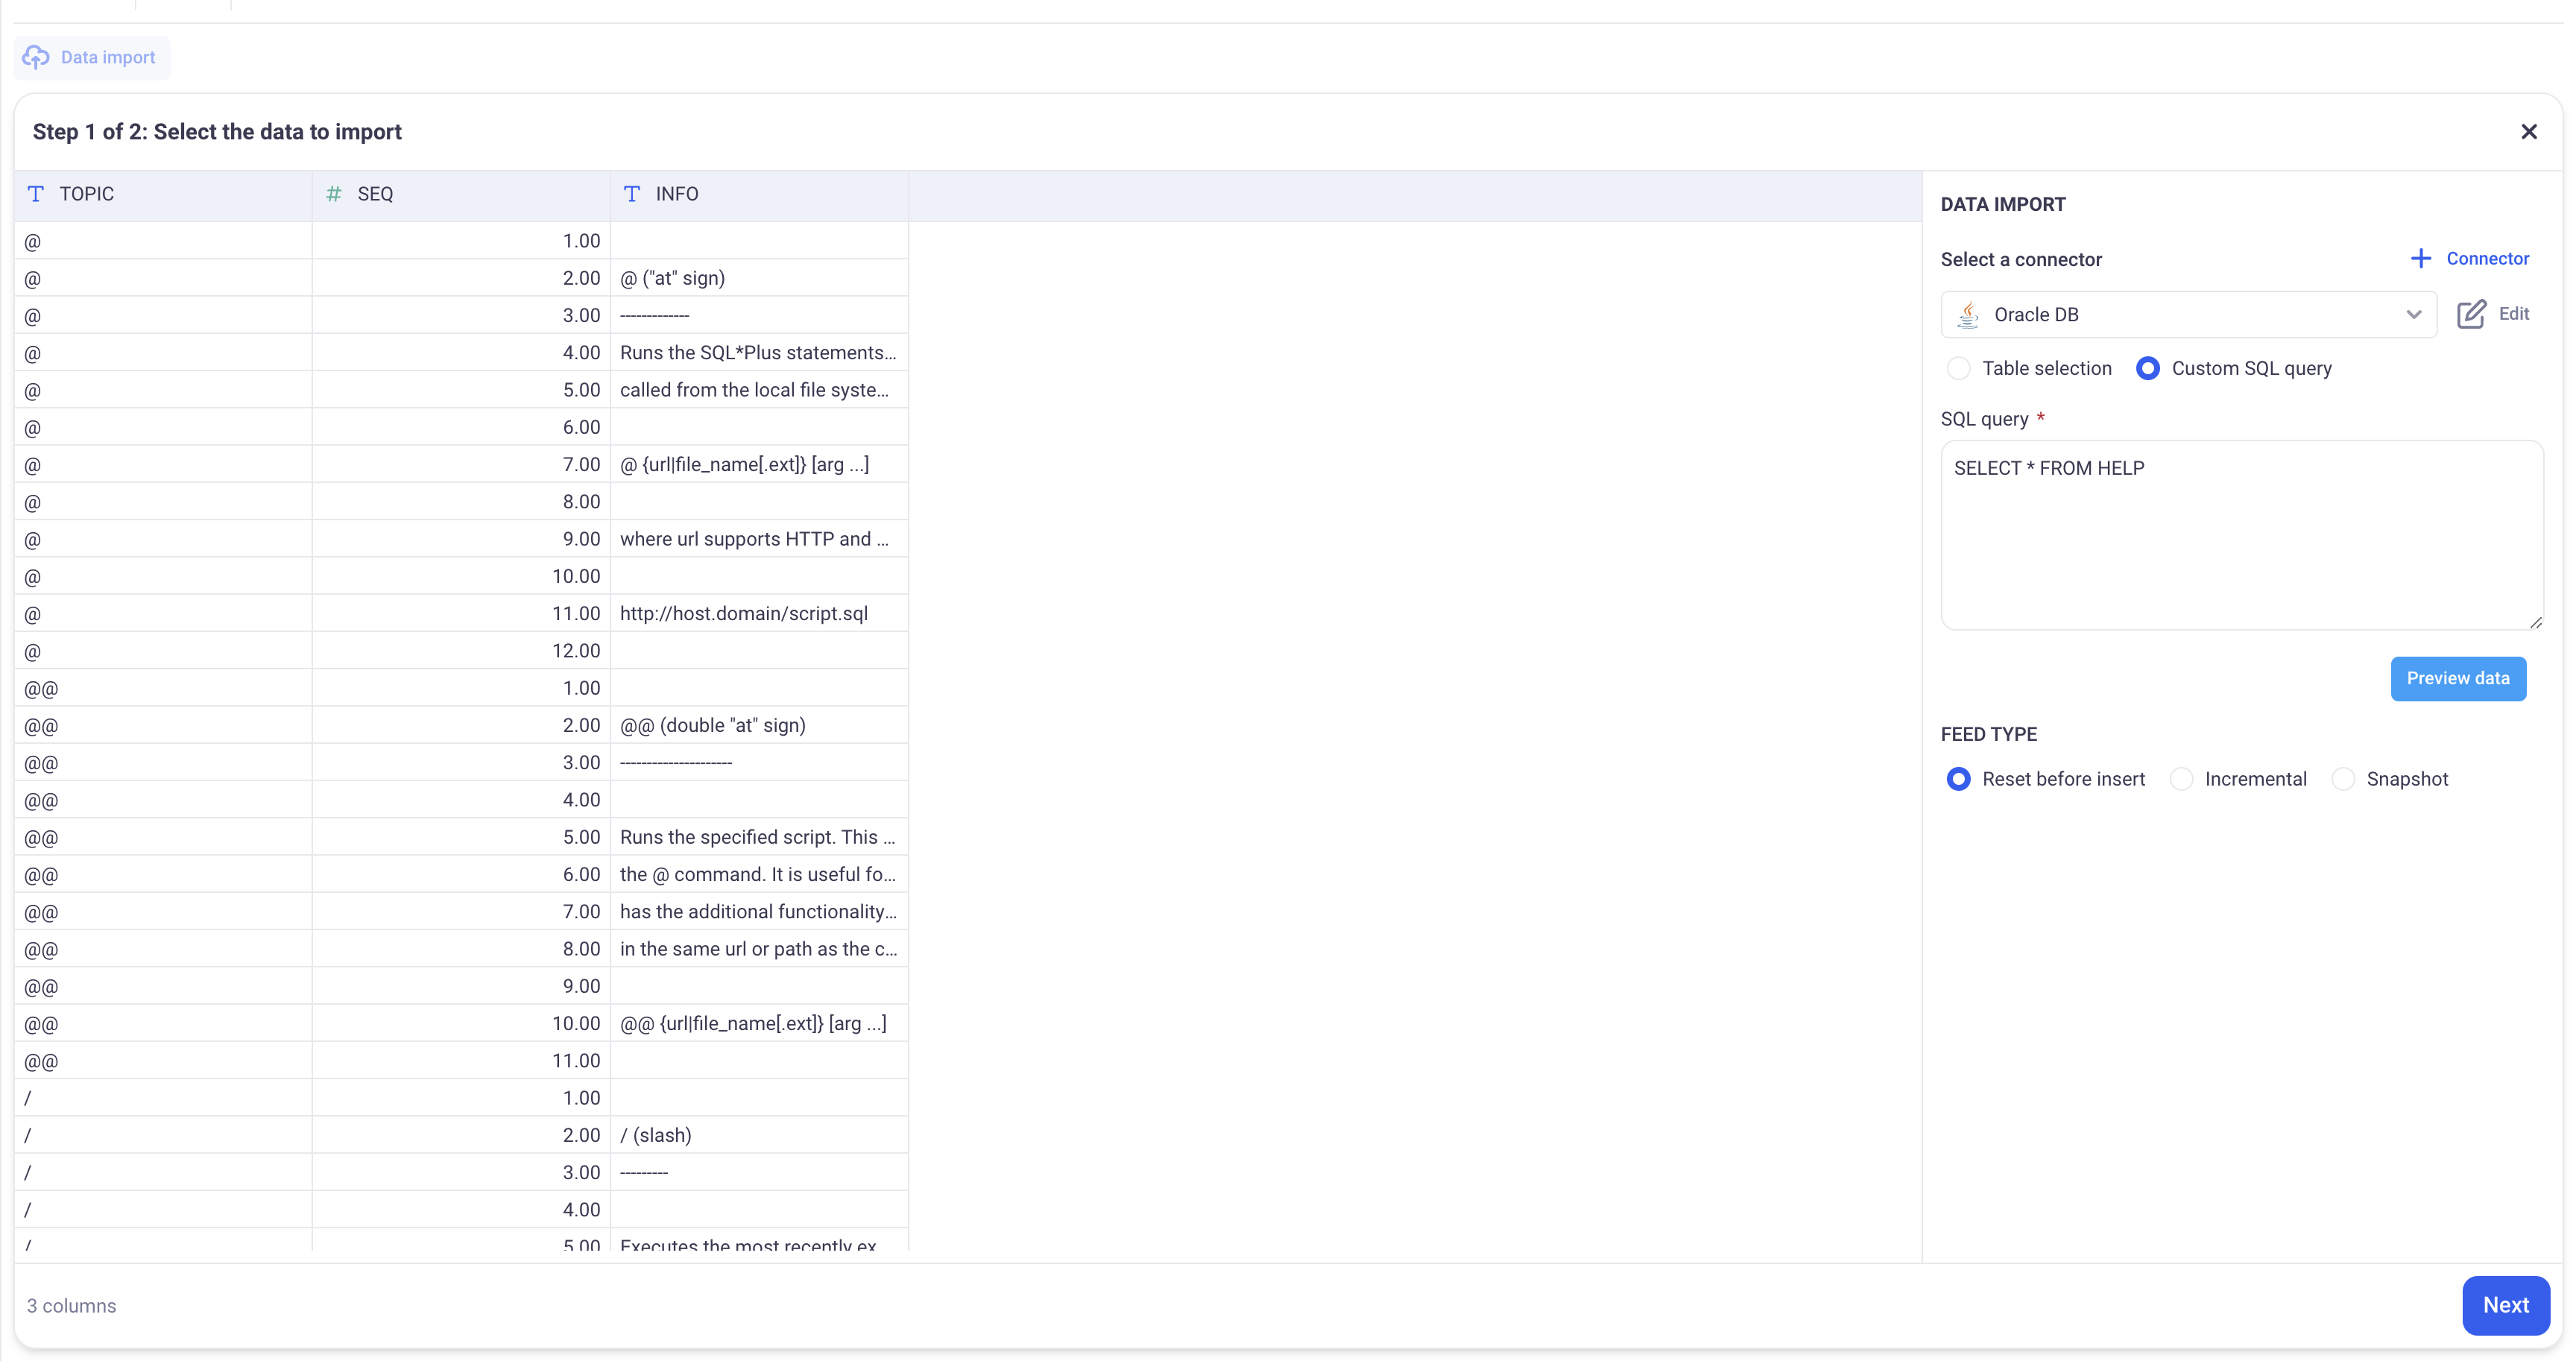 Data import
Step 1 of 2: Select the data to import
TOPIC SEQ INFO
@ 1.00
@ 2.00 @ ("at" sign)
@ 3.00 -------------
@ 4.00 Runs the SQL*Plus statements...
@ 5.00 called from the local file syste...
@ 6.00
@ 7.00 @ {url|file_name[.ext]} [arg ...]
@ 8.00
@ 9.00 where url supports HTTP and ...
@ 10.00
@ 11.00 http://host.domain/script.sql
@ 12.00
@@ 1.00
@@ 2.00 @@ (double "at" sign)
@@ 3.00 ---------------------
@@ 4.00
@@ 5.00 Runs the specified script. This ...
@@ 6.00 the @ command. It is useful fo...
@@ 7.00 has the additional functionality...
@@ 8.00 in the same url or path as the c...
@@ 9.00
@@ 10.00 @@ {url|file_name[.ext]} [arg ...]
@@ 11.00
/ 1.00
/ 2.00 / (slash)
/ 3.00 ---------
/ 4.00
/ 5.00 Executes the most recently ex
3 columns
DATA IMPORT
Select a connector
Connector
Oracle DB
Edit
Table selection Custom SQL query
SQL query *
SELECT * FROM HELP
Preview data
FEED TYPE
Reset before insert Incremental Snapshot
Next